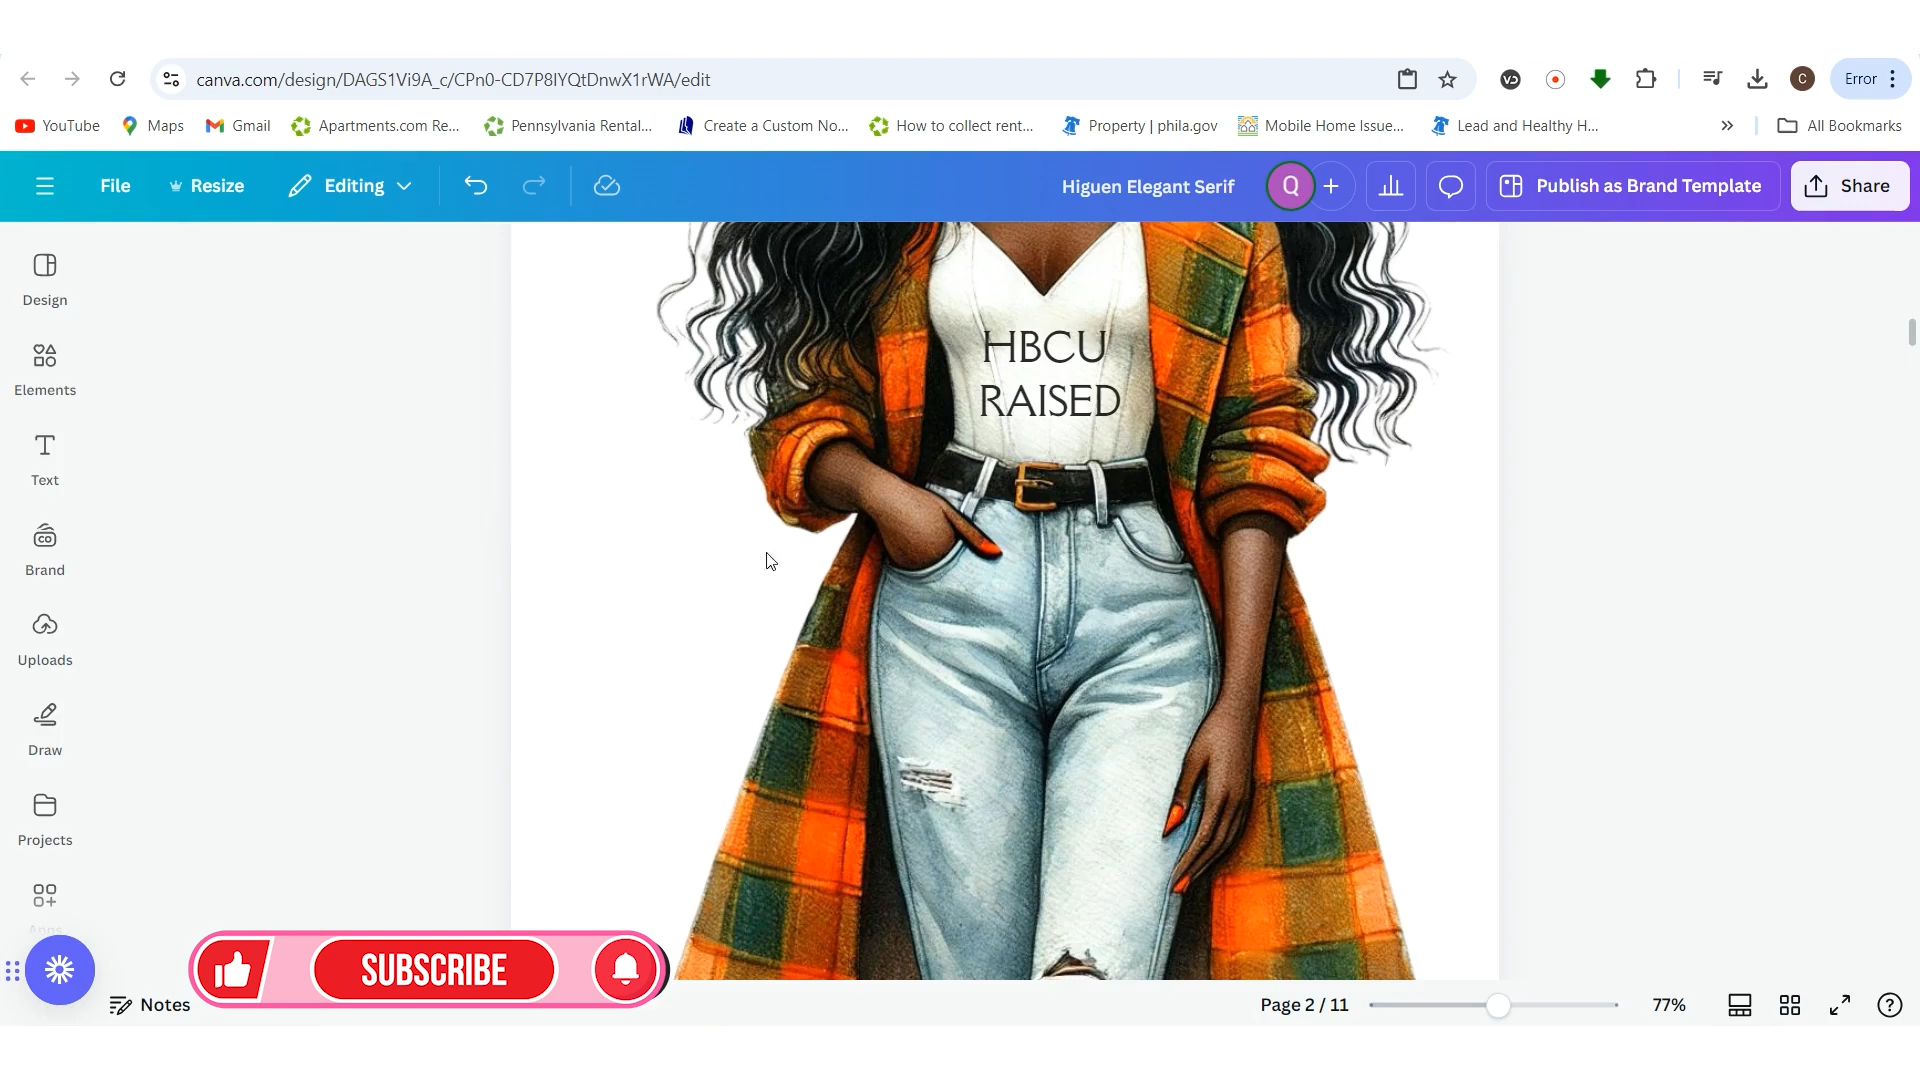 canva.com/design/DAGS1Vi9A_c/CPn0-CD7P8IYQtDnwX1rWA/edit
VD
C
Error
YouTube
Maps
Gmail
Apartments.com Re...
Pennsylvania Rental...
Create a Custom No...
How to collect rent...
Property | phila.gov
Mobile Home Issue...
Lead and Healthy H...
All Bookmarks
File
Resize
Editing
Higuen Elegant Serif
Q
Publish as Brand Template
Share
Design
Elements
Text
Brand
Uploads
Draw
Projects
Apps
HBCU
RAISED
SUBSCRIBE
Notes
Page 2 / 11
77%